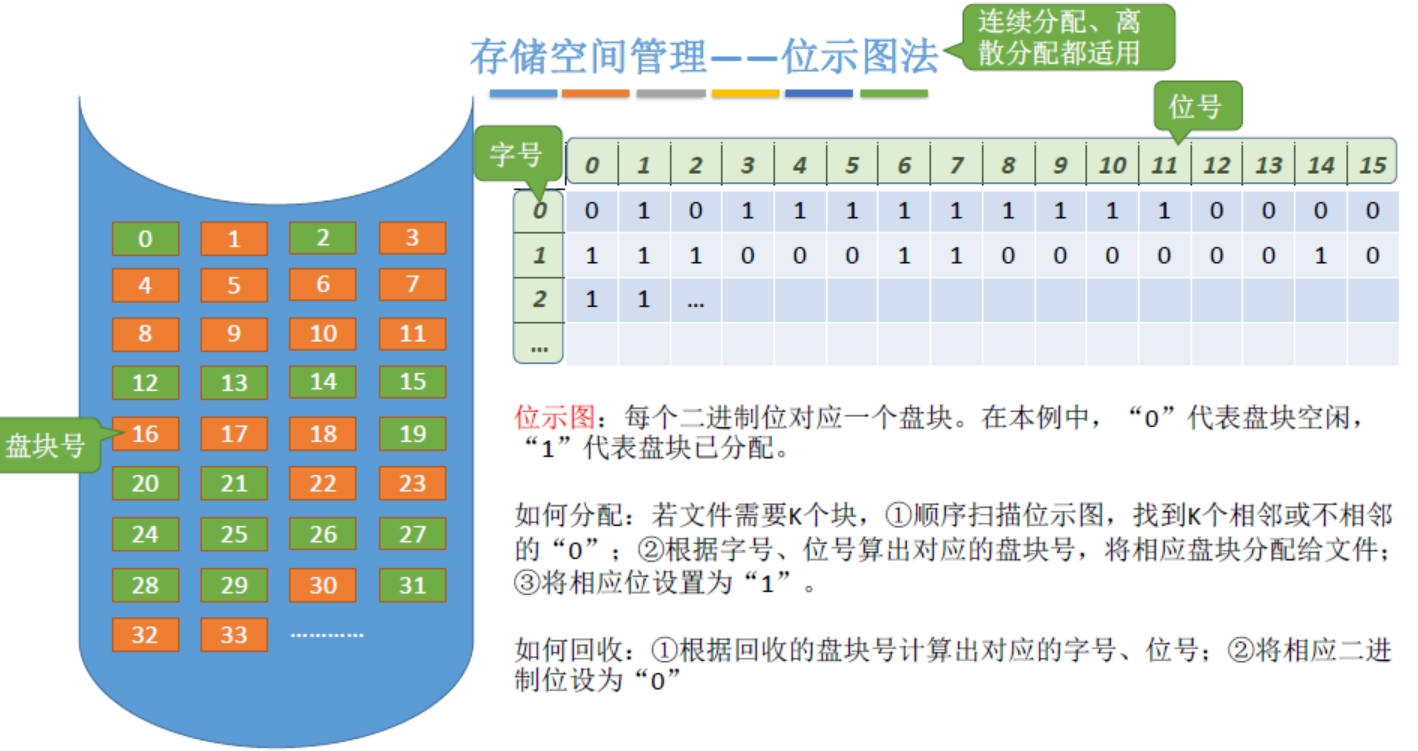 存储空间管理——位示图法
连续分配、离
散分配都适用
位号
字号
0 1 2 3 4 5 6 7 8 9 10 11 12 13 14 15
0 0 1 0 1 1 1 1 1 1 1 1 1 0 0 0 0
1 1 1 1 0 0 0 1 1 0 0 0 0 0 0 1 0
2 1 1 …
…
0 1 2 3
4 5 6 7
8 9 10 11
12 13 14 15
盘块号
16 17 18 19
20 21 22 23
24 25 26 27
28 29 30 31
32 33 …………
位示图：每个二进制位对应一个盘块。在本例中，“0”代表盘块空闲，
“1”代表盘块已分配。
如何分配：若文件需要K个块，①顺序扫描位示图，找到K个相邻或不相邻
的“0”；②根据字号、位号算出对应的盘块号，将相应盘块分配给文件；
③将相应位设置为“1”。
如何回收：①根据回收的盘块号计算出对应的字号、位号；②将相应二进
制位设为“0”